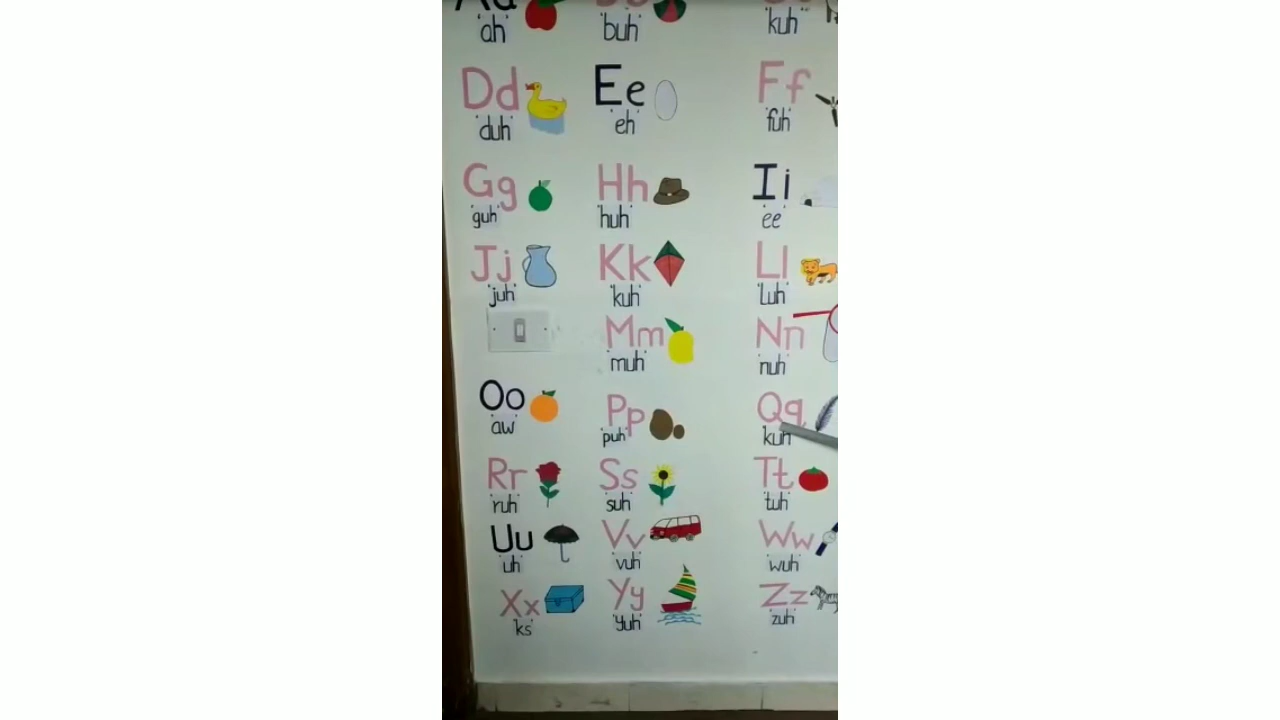 'ah' 'buh' 'kuh'
Dd Ee Ff
'duh' 'eh' 'fuh'
Gg Hh Ii
'guh' 'huh' 'ee'
Jj Kk Ll
'juh' 'kuh' 'Luh'
Mm Nn
'muh' 'nuh'
Oo Pp Qq
'aw' 'puh' 'kuh'
Rr Ss Tt
'ruh' 'suh' 'tuh'
Uu Vv Ww
'uh' 'vuh' 'wuh'
Xx Yy Zz
'ks' 'yuh' 'zuh'